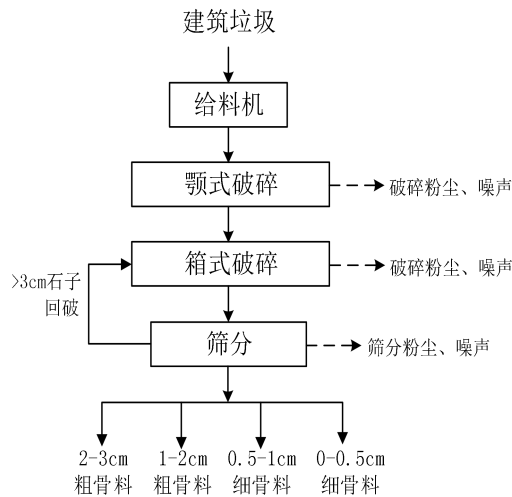 建筑垃圾
给料机
颚式破碎
破碎粉尘、噪声
箱式破碎
破碎粉尘、噪声
>3cm石子
回破
筛分
筛分粉尘、噪声
2-3cm
粗骨料
1-2cm
粗骨料
0.5-1cm
细骨料
0-0.5cm
细骨料